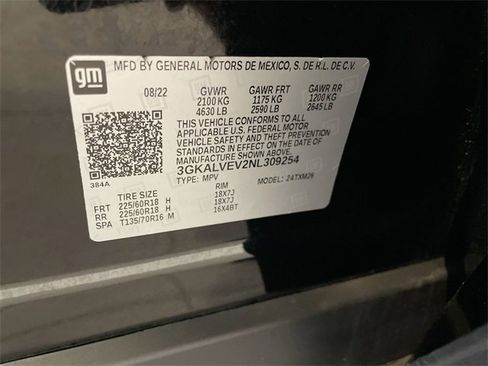 gm MFD BY GENERAL MOTORS DE MEXICO, S. DE R.L. DE C.V.
08/22 GVWR GAWR FRT GAWR RR
2100 KG 1175 KG 1200 KG
4630 LB 2590 LB 2645 LB
THIS VEHICLE CONFORMS TO ALL
APPLICABLE U.S. FEDERAL MOTOR
VEHICLE SAFETY AND THEFT
STANDARDS IN EFFECT ON THE DATE OF
MANUFACTURE SHOWN ABOVE.
3GKALVEV2NL309254
384A TYPE: MPV MODEL: 24TXM26
TIRE SIZE RIM
FRT 225/60R18 H 18X7J
RR 225/60R18 H 18X7J
SPA T135/70R16 M 16X4BT